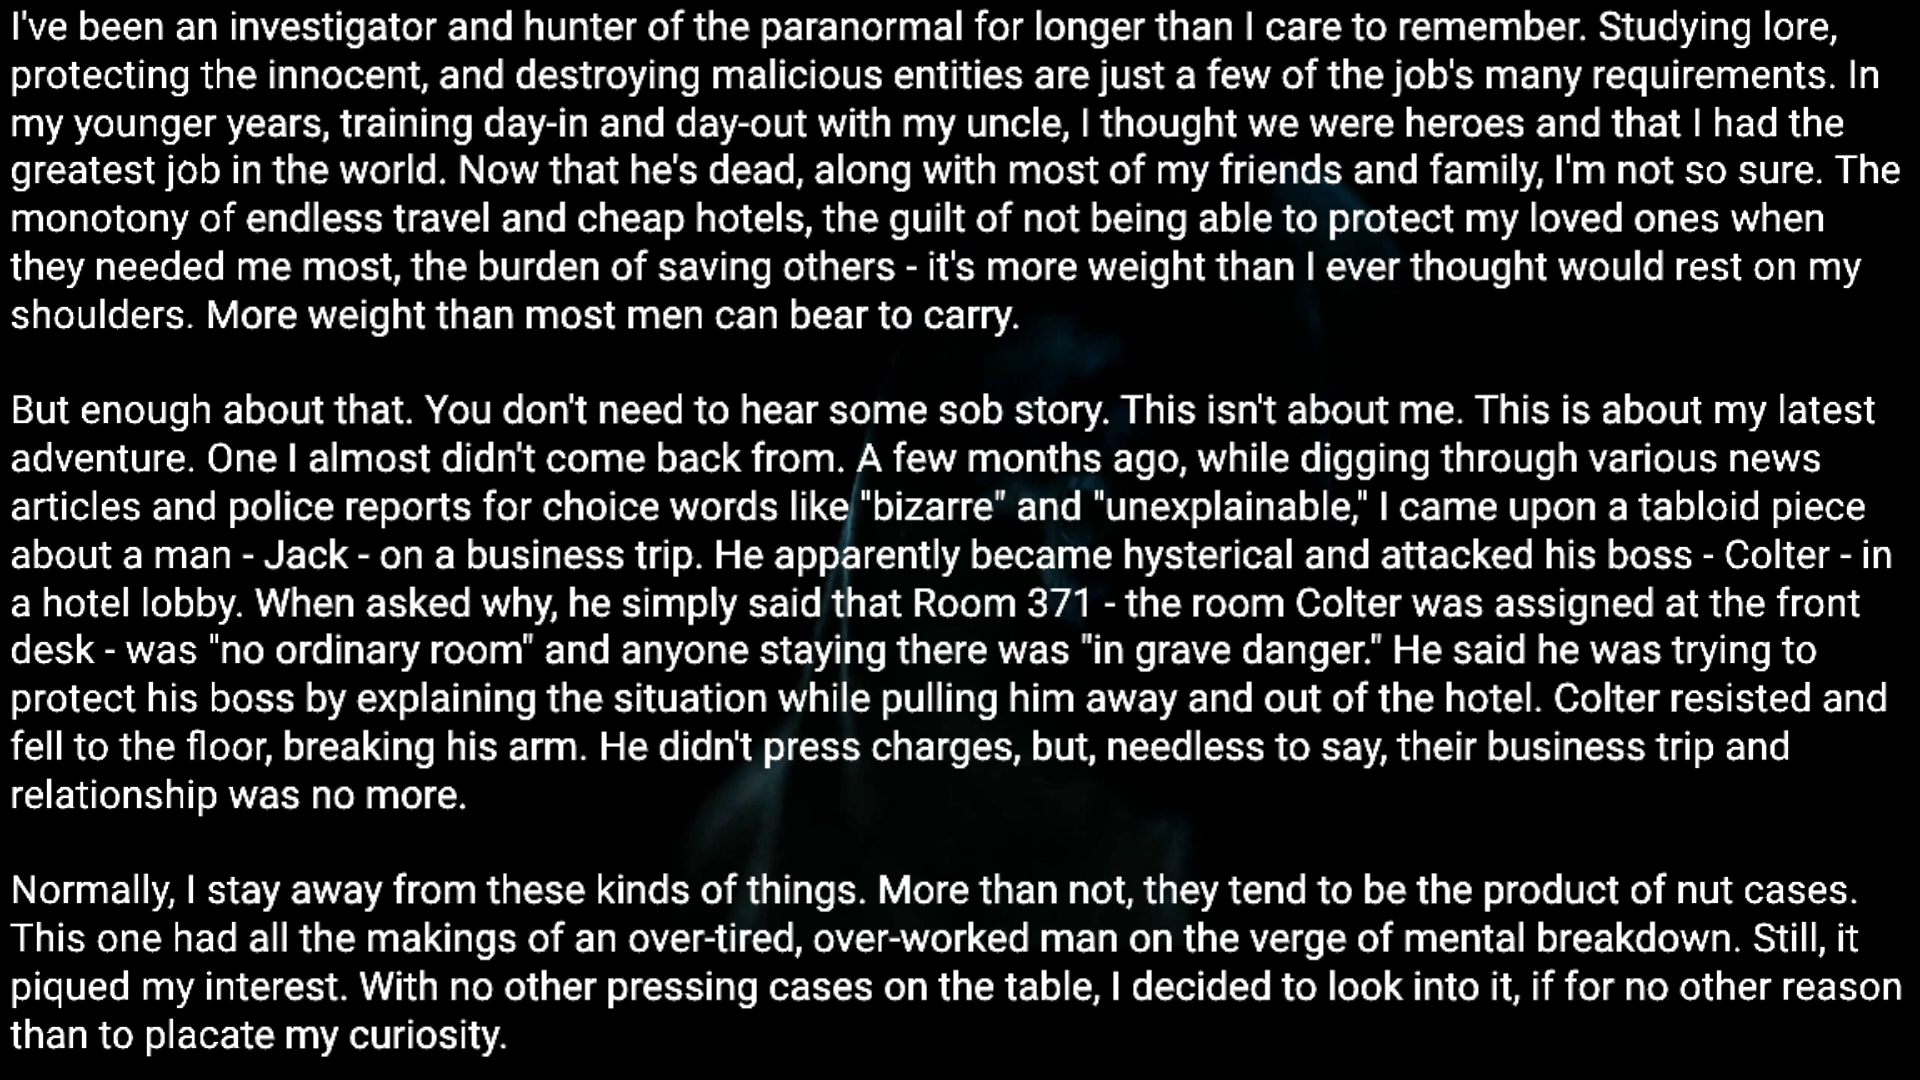 I've been an investigator and hunter of the paranormal for longer than I care to remember. Studying lore,
protecting the innocent, and destroying malicious entities are just a few of the job's many requirements. In
my younger years, training day-in and day-out with my uncle, I thought we were heroes and that I had the
greatest job in the world. Now that he's dead, along with most of my friends and family, I'm not so sure. The
monotony of endless travel and cheap hotels, the guilt of not being able to protect my loved ones when
they needed me most, the burden of saving others - it's more weight than I ever thought would rest on my
shoulders. More weight than most men can bear to carry.
But enough about that. You don't need to hear some sob story. This isn't about me. This is about my latest
adventure. One I almost didn't come back from. A few months ago, while digging through various news
articles and police reports for choice words like "bizarre" and "unexplainable," I came upon a tabloid piece
about a man - Jack - on a business trip. He apparently became hysterical and attacked his boss - Colter - in
a hotel lobby. When asked why, he simply said that Room 371 - the room Colter was assigned at the front
desk - was "no ordinary room" and anyone staying there was "in grave danger." He said he was trying to
protect his boss by explaining the situation while pulling him away and out of the hotel. Colter resisted and
fell to the floor, breaking his arm. He didn't press charges, but, needless to say, their business trip and
relationship was no more.
Normally, I stay away from these kinds of things. More than not, they tend to be the product of nut cases.
This one had all the makings of an over-tired, over-worked man on the verge of mental breakdown. Still, it
piqued my interest. With no other pressing cases on the table, I decided to look into it, if for no other reason
than to placate my curiosity.